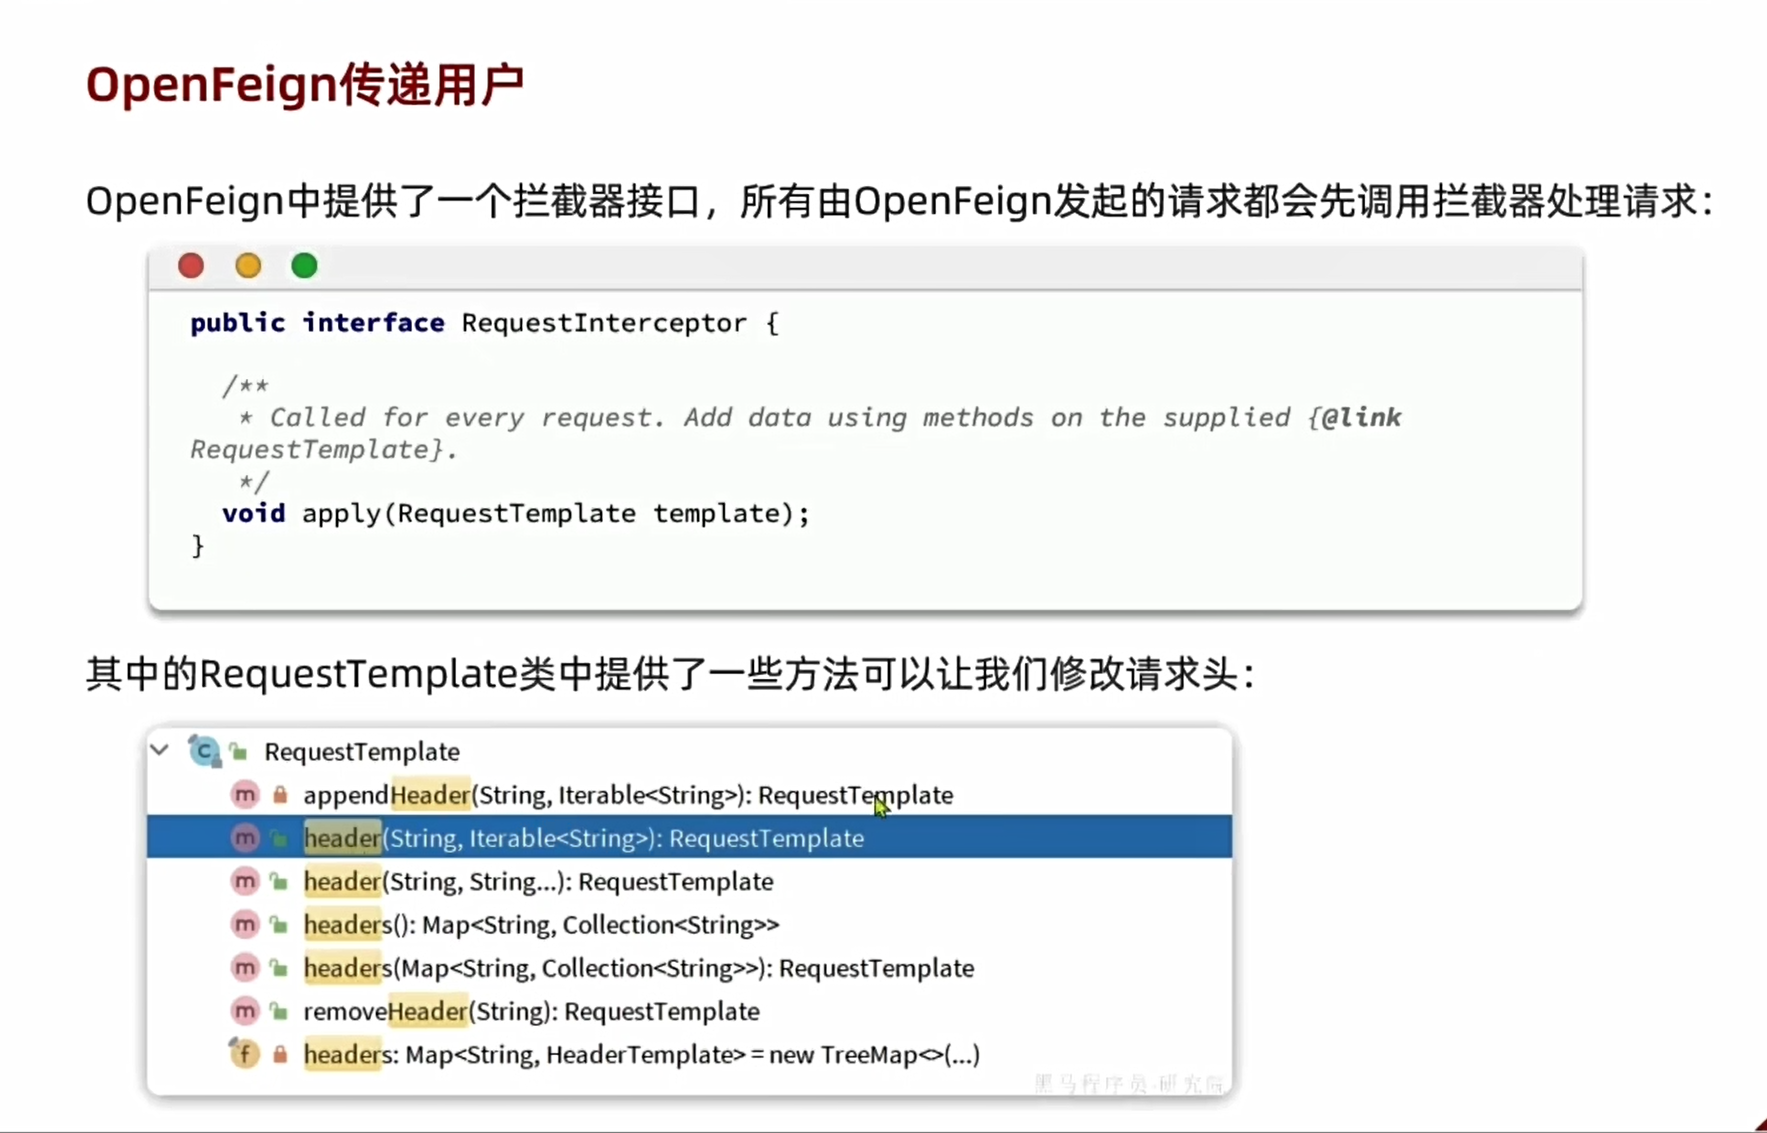 OpenFeign传递用户
OpenFeign中提供了一个拦截器接口，所有由OpenFeign发起的请求都会先调用拦截器处理请求：
public interface RequestInterceptor {
/**
* Called for every request. Add data using methods on the supplied {@link
RequestTemplate}.
*/
void apply(RequestTemplate template);
}
其中的RequestTemplate类中提供了一些方法可以让我们修改请求头：
RequestTemplate
appendHeader(String, Iterable<String>): RequestTemplate
header(String, Iterable<String>): RequestTemplate
header(String, String...): RequestTemplate
headers(): Map<String, Collection<String>>
headers(Map<String, Collection<String>>): RequestTemplate
removeHeader(String): RequestTemplate
headers: Map<String, HeaderTemplate> = new TreeMap<>(...)
黑马程序员-研究院